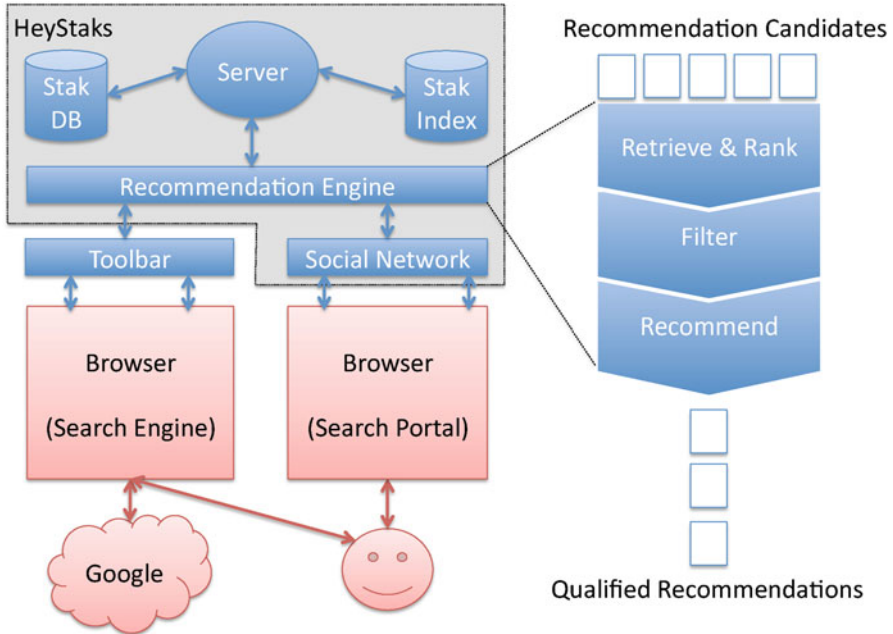 HeyStaks
Server
Stak
DB
Stak
Index
Recommendation Engine
Toolbar
Social Network
Browser
(Search Engine)
Browser
(Search Portal)
Google
Recommendation Candidates
Retrieve & Rank
Filter
Recommend
Qualified Recommendations